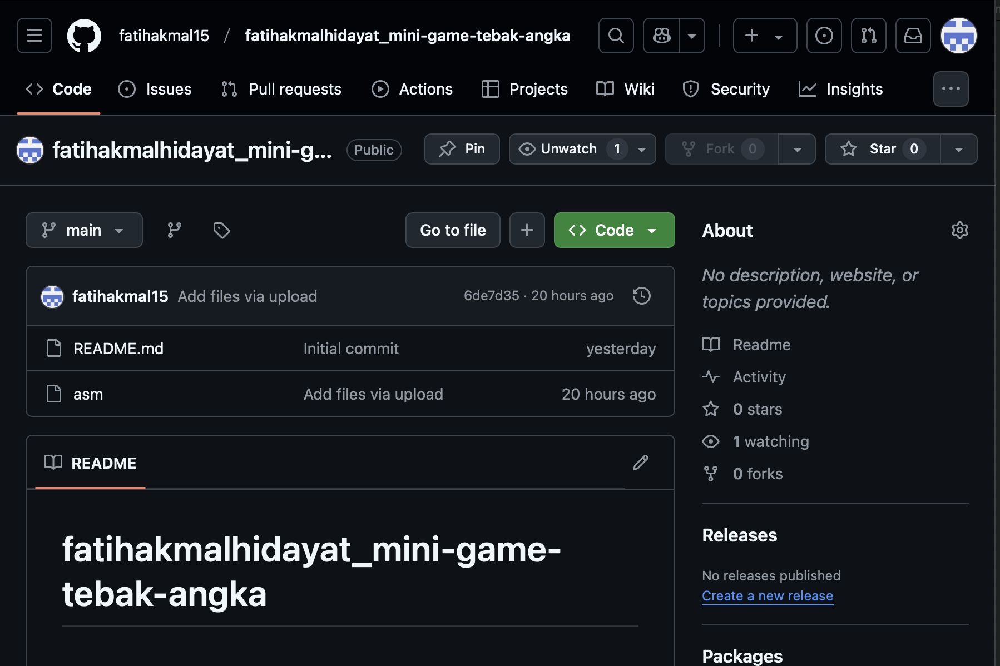 fatihakmal15 / fatihakmalhidayat_mini-game-tebak-angka
Code Issues Pull requests Actions Projects Wiki Security Insights
fatihakmalhidayat_mini-g... Public Pin Unwatch 1 Fork 0 Star 0
main Go to file Code
fatihakmal15 Add files via upload 6de7d35 · 20 hours ago
README.md Initial commit yesterday
asm Add files via upload 20 hours ago
README
fatihakmalhidayat_mini-game-
tebak-angka
About
No description, website, or
topics provided.
Readme
Activity
0 stars
1 watching
0 forks
Releases
No releases published
Create a new release
Packages